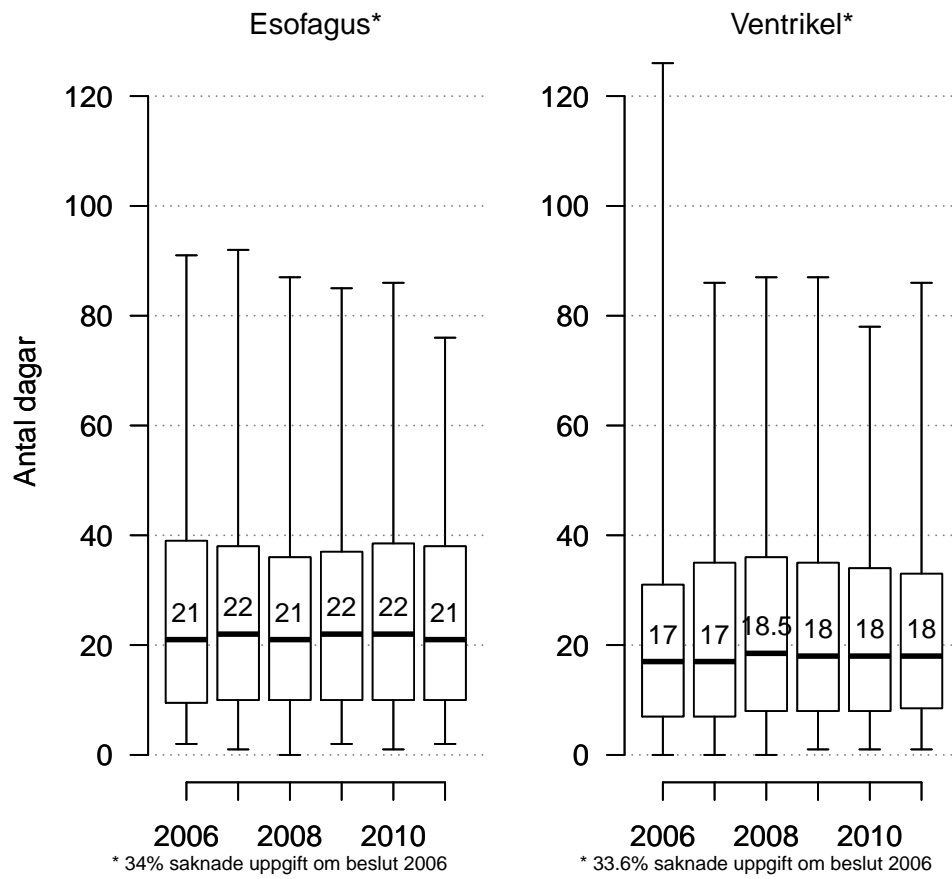 Esofagus*
Ventrikel*
Antal dagar
120
100
80
60
40
20
0
21 22 21 22 22 21
2006 2008 2010
* 34% saknade uppgift om beslut 2006
120
100
80
60
40
20
0
17 17 18.5 18 18 18
2006 2008 2010
* 33.6% saknade uppgift om beslut 2006